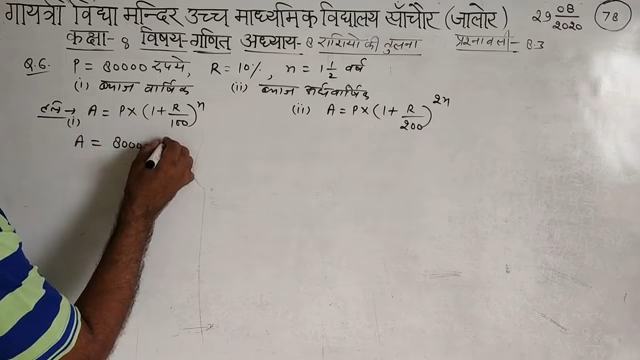 गायत्री विद्या मन्दिर उच्च माध्यमिक विद्यालय साँचौर (जालोर) 29/08/2020 (78)
कक्षा-8 विषय-गणित अध्याय-8 राशियो की तुलना प्रश्नावली-8.3
Q.6. P = 80000 रुपये, R = 10%, n = 1 1/2 वर्ष
(i) ब्याज वार्षिक (ii) ब्याज अर्धवार्षिक
हल → (i) A = P×(1+R/100)^n (ii) A = P×(1+R/200)^2n
A = 8000